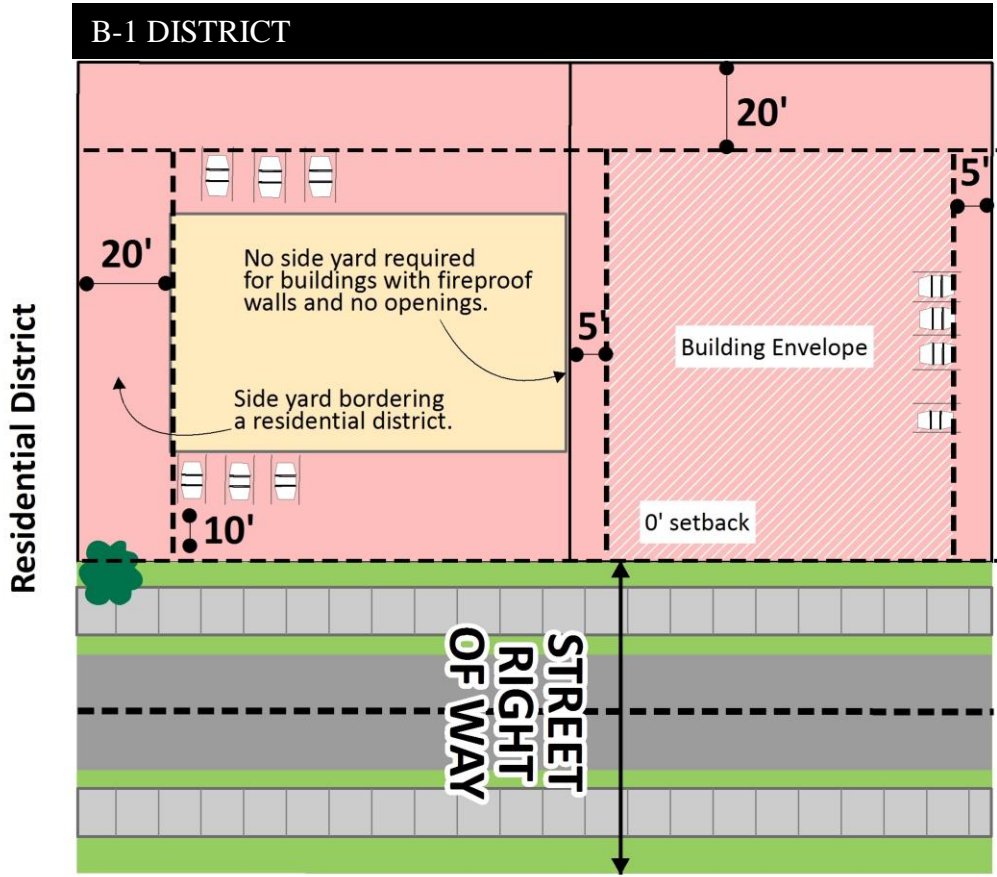 B-1 DISTRICT
20'
5'
20'
No side yard required
for buildings with fireproof
walls and no openings.
5'
Building Envelope
Side yard bordering
a residential district.
10'
0' setback
Residential District
STREET
RIGHT
OF WAY